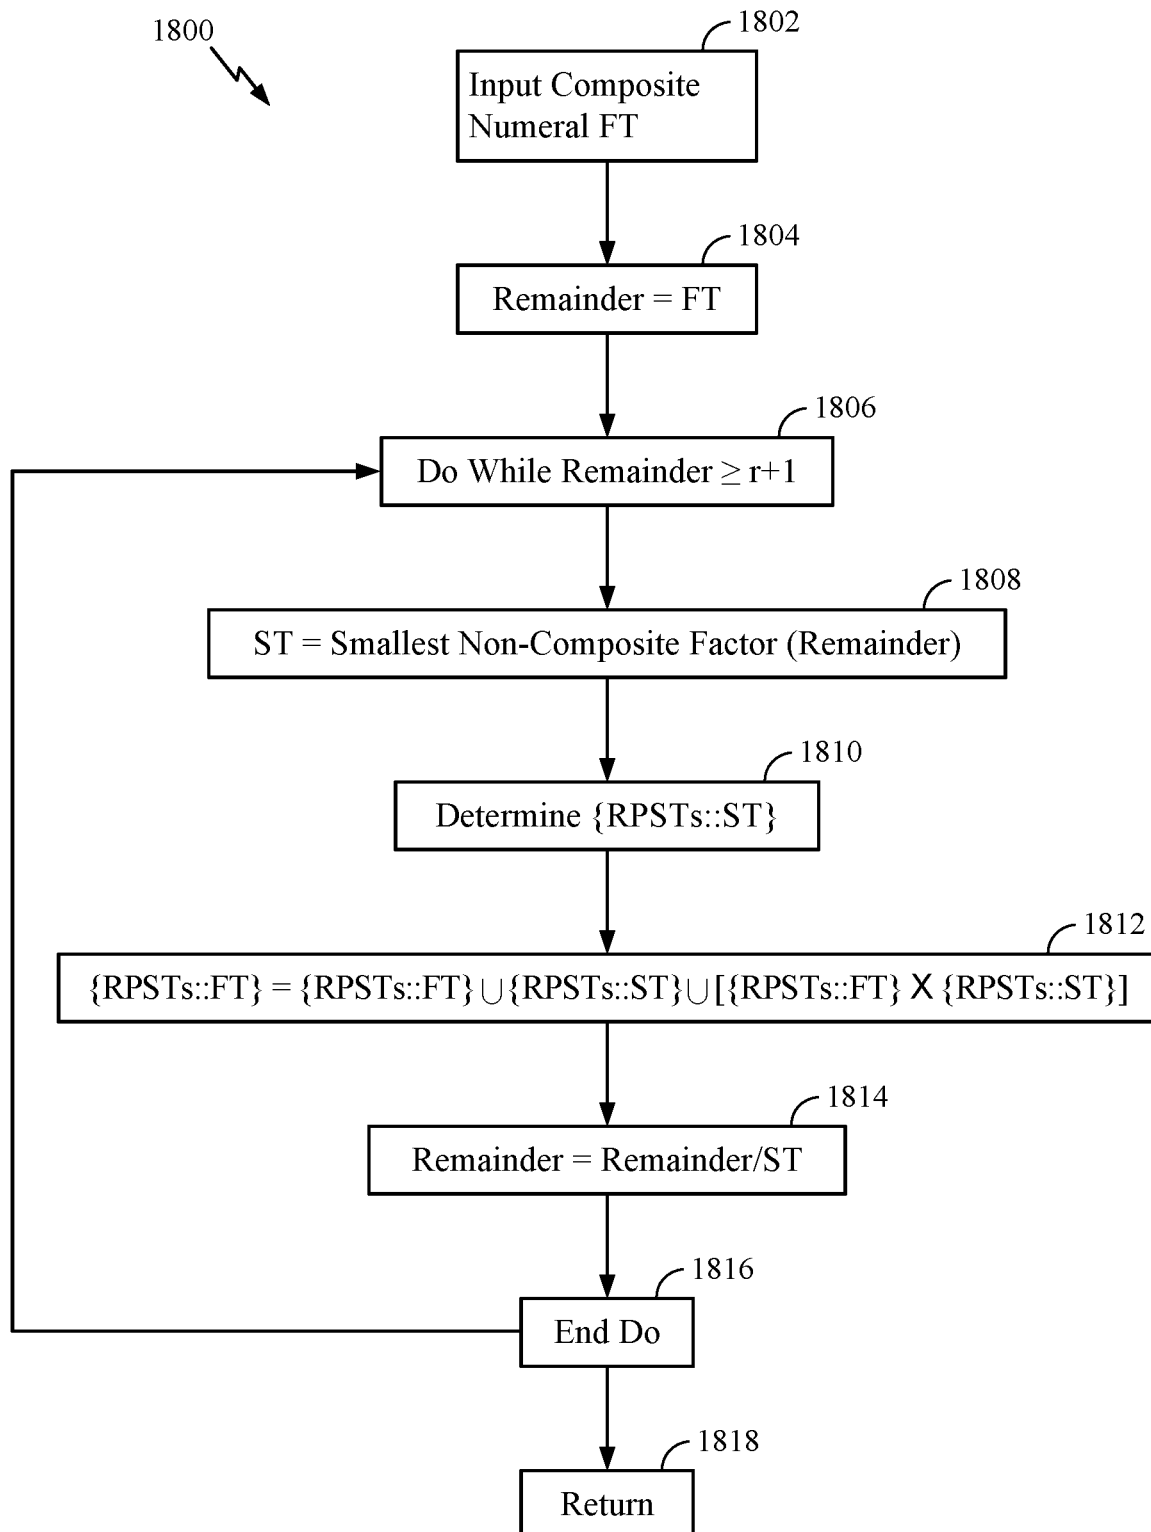 1800
1802
Input Composite
Numeral FT
1804
Remainder = FT
1806
Do While Remainder ≥ r+1
1808
ST = Smallest Non-Composite Factor (Remainder)
1810
Determine {RPSTs::ST}
1812
{RPSTs::FT} = {RPSTs::FT}∪{RPSTs::ST}∪[{RPSTs::FT} X {RPSTs::ST}]
1814
Remainder = Remainder/ST
1816
End Do
1818
Return